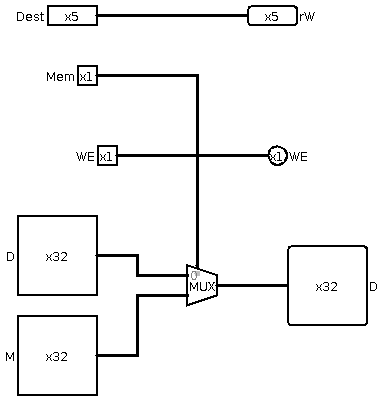 Dest x5 x5 rW
Mem x1
WE x1 x1 WE
D x32
0
MUX
x32 D
M x32